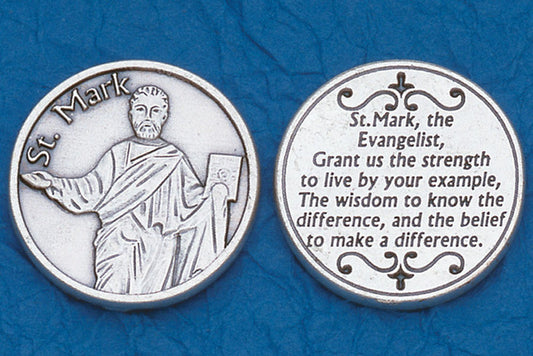 St. Mark
St.Mark, the
Evangelist,
Grant us the strength
to live by your example,
The wisdom to know the
difference, and the belief
to make a difference.